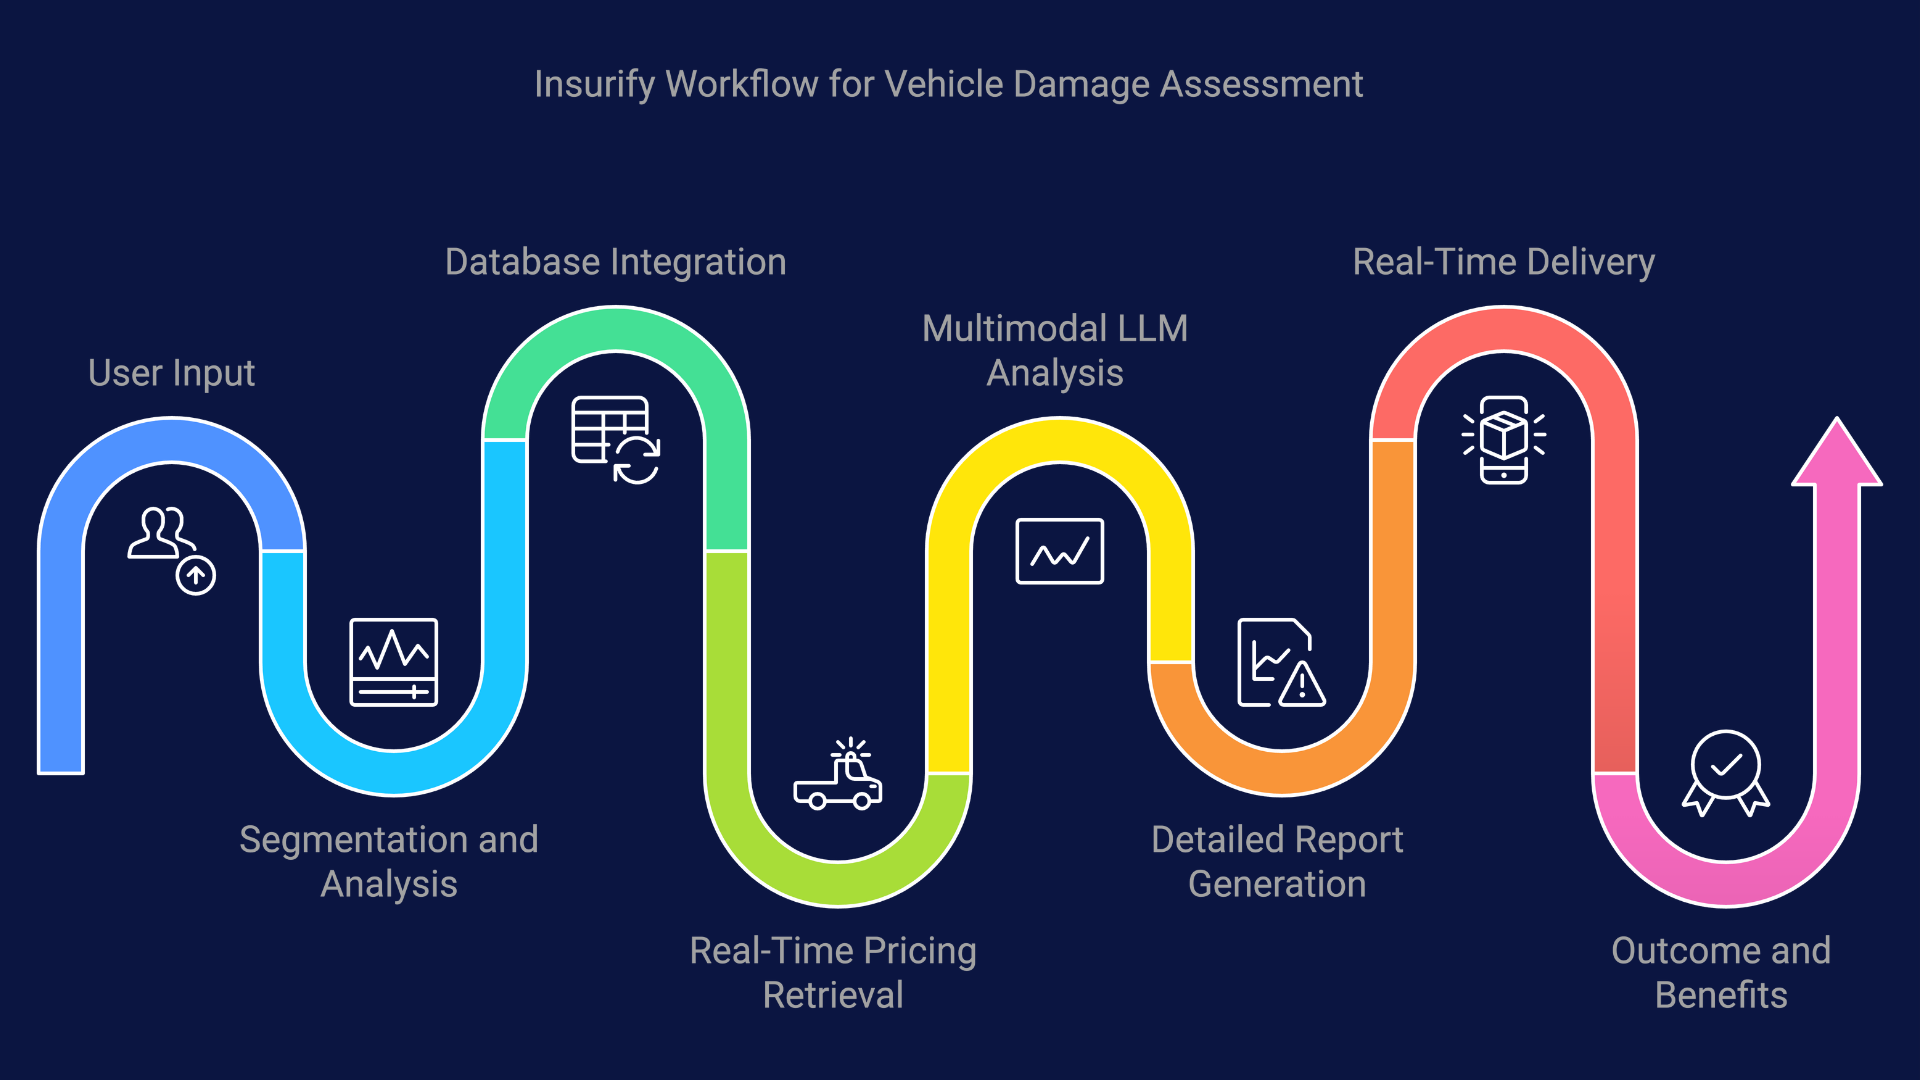 Insurify Workflow for Vehicle Damage Assessment
User Input
Segmentation and
Analysis
Database Integration
Real-Time Pricing
Retrieval
Multimodal LLM
Analysis
Detailed Report
Generation
Real-Time Delivery
Outcome and
Benefits